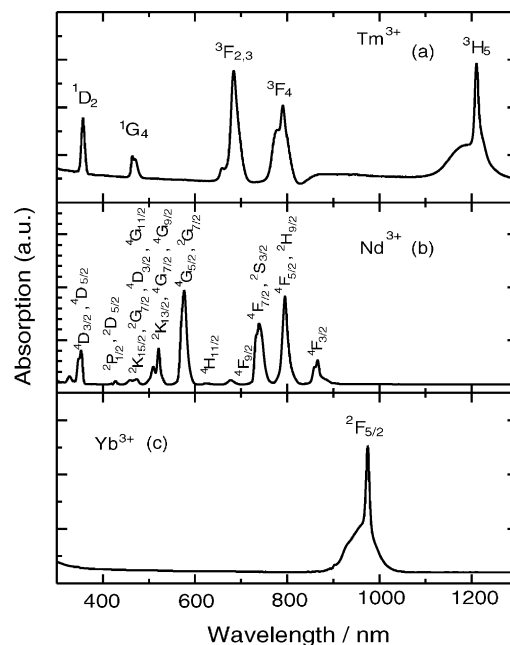 Tm³⁺ (a)
¹D₂
¹G₄
³F₂,₃
³F₄
³H₅
Nd³⁺ (b)
⁴D₃/₂, ⁴D₅/₂
²P₁/₂, ²D₅/₂
²K₁₅/₂, ²G₇/₂, ⁴D₃/₂, ⁴G₁₁/₂
²K₁₃/₂, ⁴G₇/₂, ⁴G₉/₂
⁴G₅/₂, ²G₇/₂
⁴H₁₁/₂
⁴F₉/₂
⁴F₇/₂, ²S₃/₂
⁴F₅/₂, ²H₉/₂
⁴F₃/₂
Yb³⁺ (c)
²F₅/₂
Absorption (a.u.)
400 600 800 1000 1200
Wavelength / nm